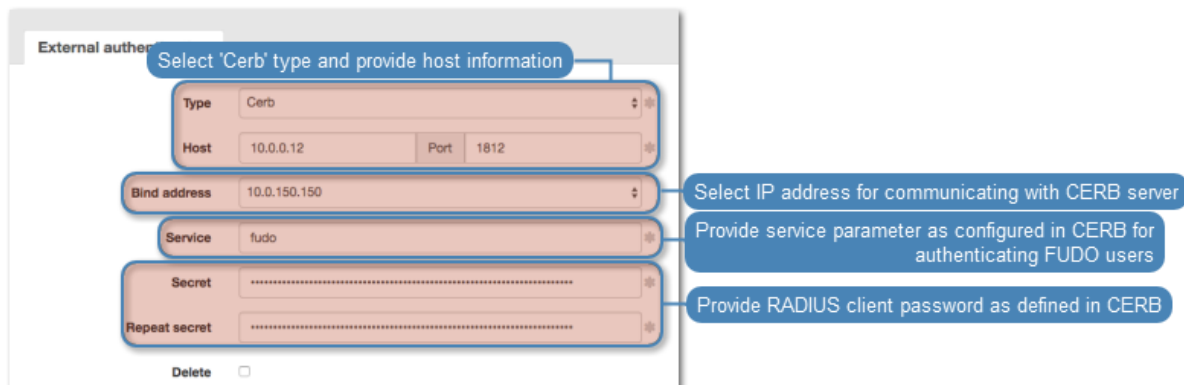 External authen
Select 'Cerb' type and provide host information
Type Cerb
Host 10.0.0.12 Port 1812
Bind address 10.0.150.150
Select IP address for communicating with CERB server
Service fudo
Provide service parameter as configured in CERB for
authenticating FUDO users
Secret
Repeat secret
Provide RADIUS client password as defined in CERB
Delete